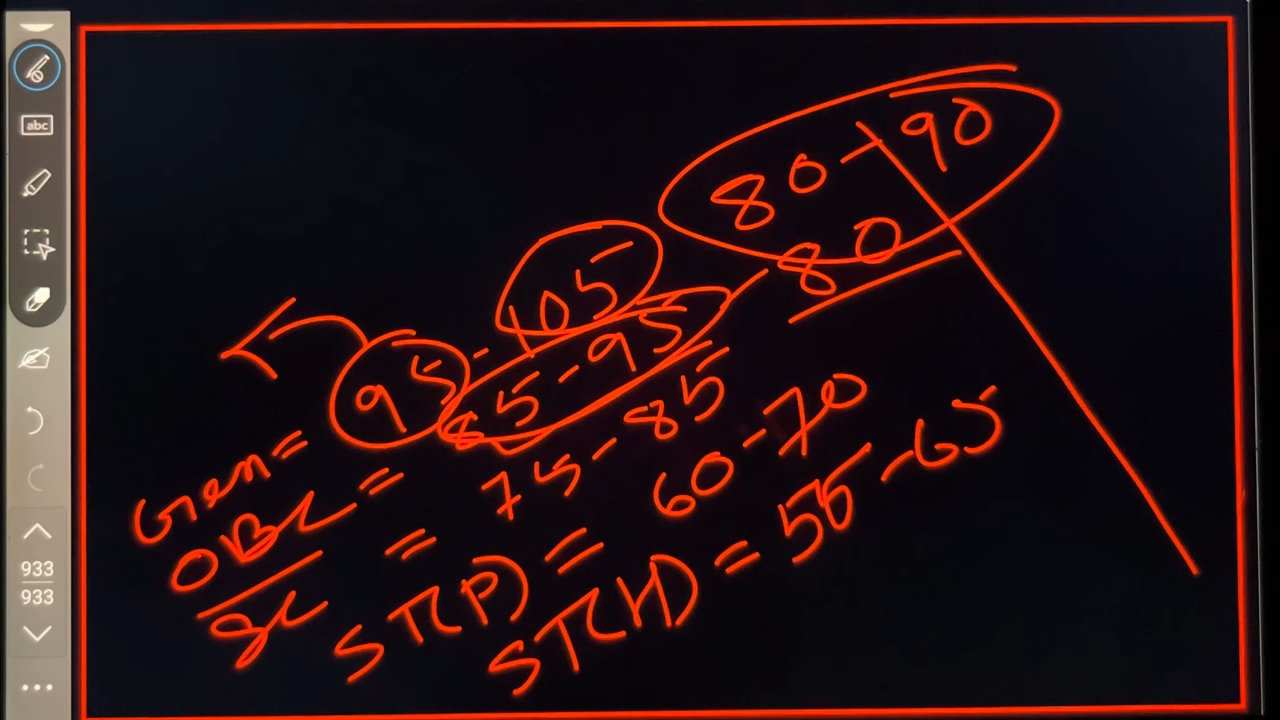 abc
933
933
80-90
Gen = 95-105
OBC = 85-95 - 80
SC = 75-85
ST(P) = 60-70
ST(H) = 55-65